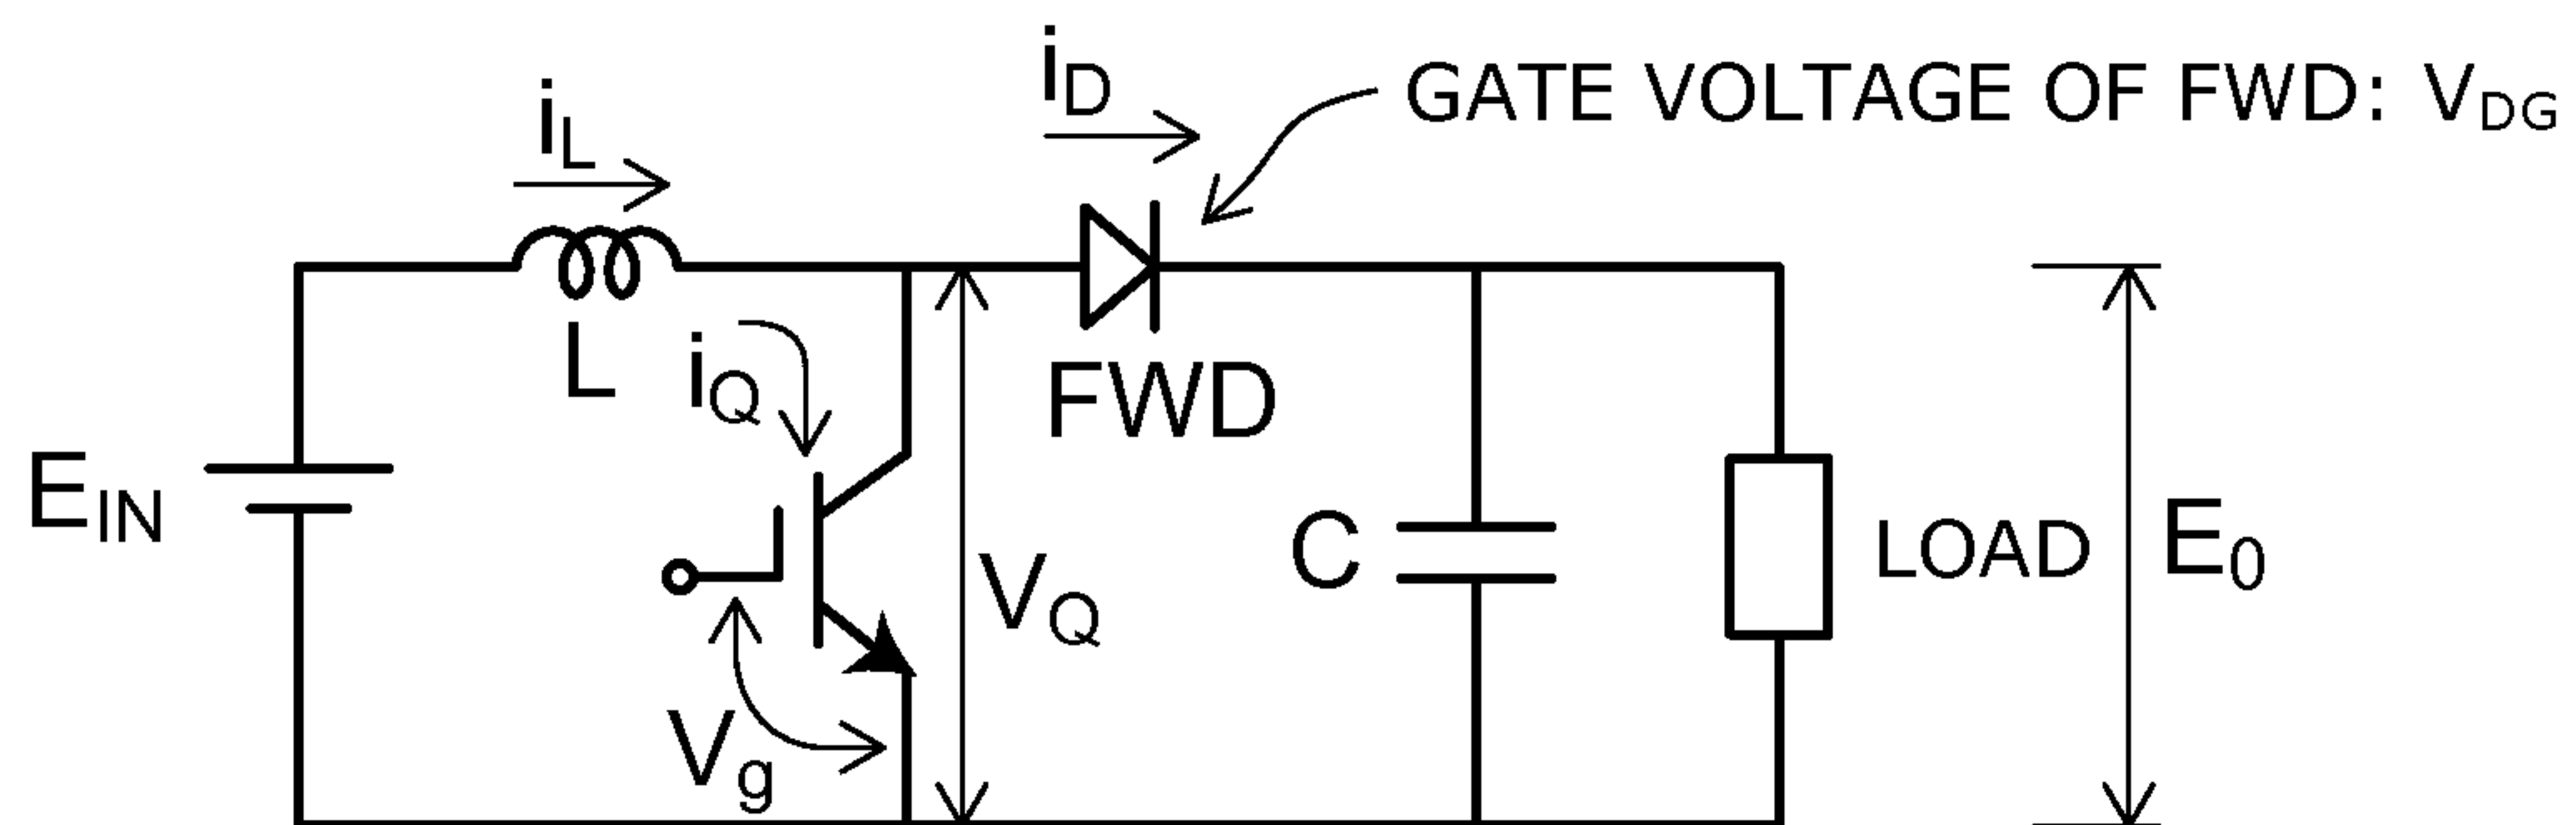 iD
GATE VOLTAGE OF FWD: VDG
iL
L
iQ
FWD
EIN
VQ
C
LOAD
E0
Vg